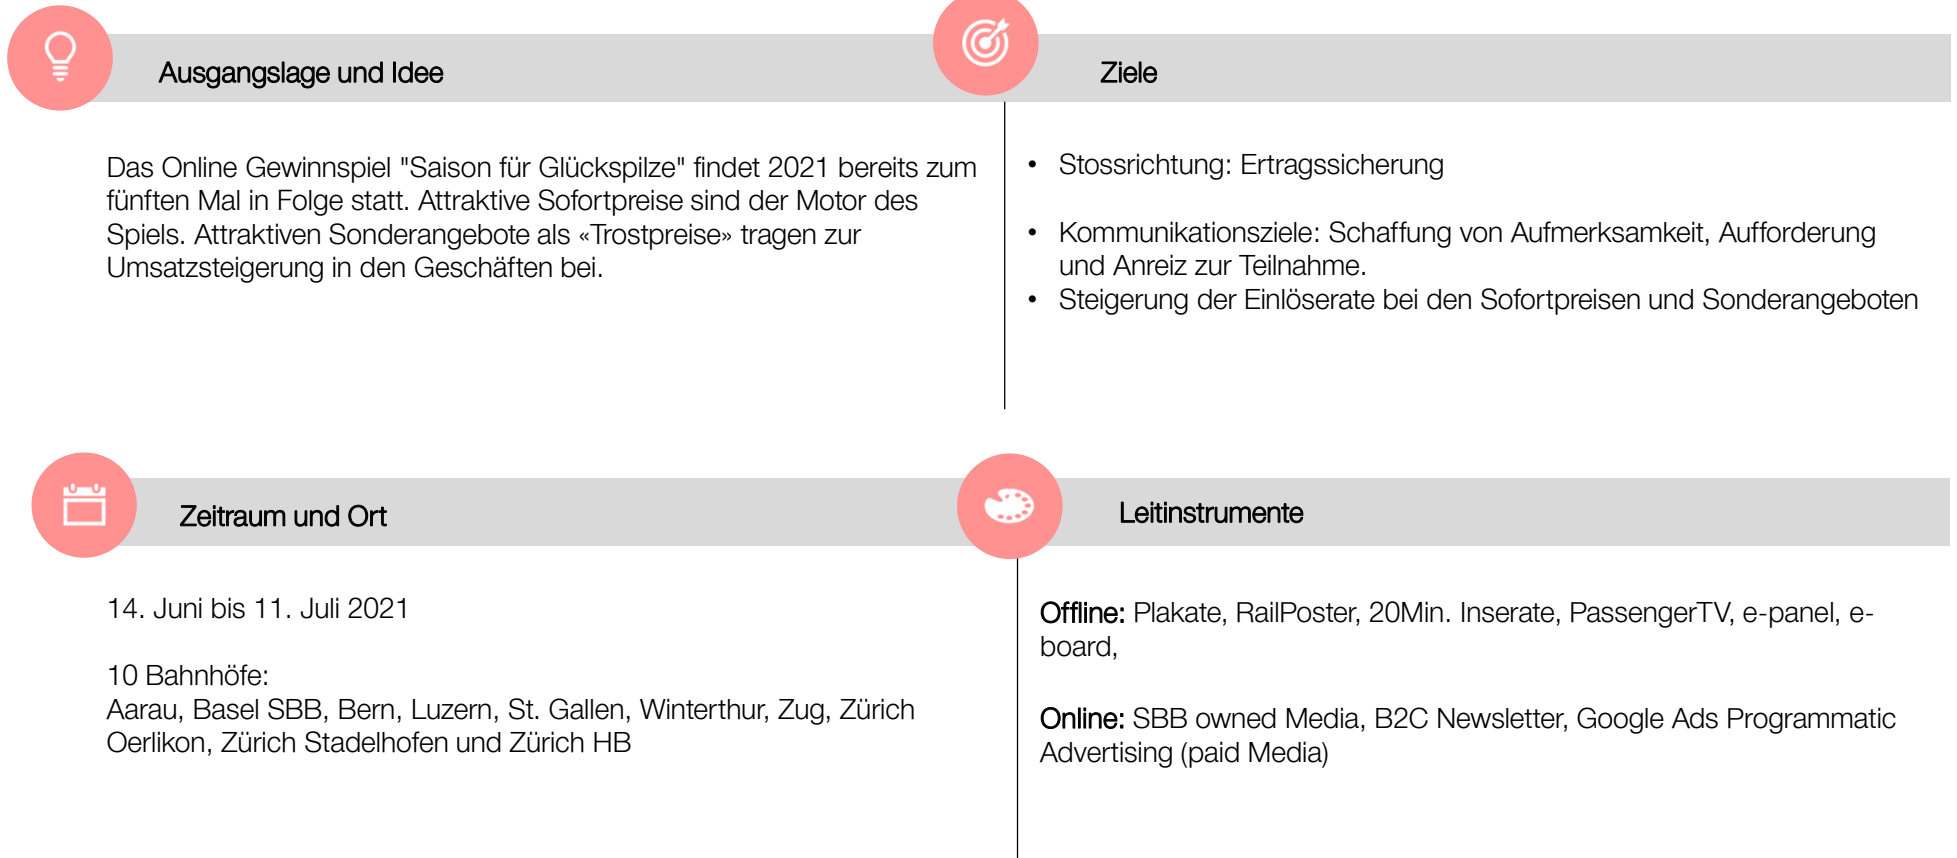 Ausgangslage und Idee
Das Online Gewinnspiel "Saison für Glückspilze" findet 2021 bereits zum
fünften Mal in Folge statt. Attraktive Sofortpreise sind der Motor des
Spiels. Attraktiven Sonderangebote als «Trostpreise» tragen zur
Umsatzsteigerung in den Geschäften bei.
Ziele
• Stossrichtung: Ertragssicherung
• Kommunikationsziele: Schaffung von Aufmerksamkeit, Aufforderung
und Anreiz zur Teilnahme.
• Steigerung der Einlöserate bei den Sofortpreisen und Sonderangeboten
Zeitraum und Ort
14. Juni bis 11. Juli 2021
10 Bahnhöfe:
Aarau, Basel SBB, Bern, Luzern, St. Gallen, Winterthur, Zug, Zürich
Oerlikon, Zürich Stadelhofen und Zürich HB
Leitinstrumente
Offline: Plakate, RailPoster, 20Min. Inserate, PassengerTV, e-panel, e-
board,
Online: SBB owned Media, B2C Newsletter, Google Ads Programmatic
Advertising (paid Media)